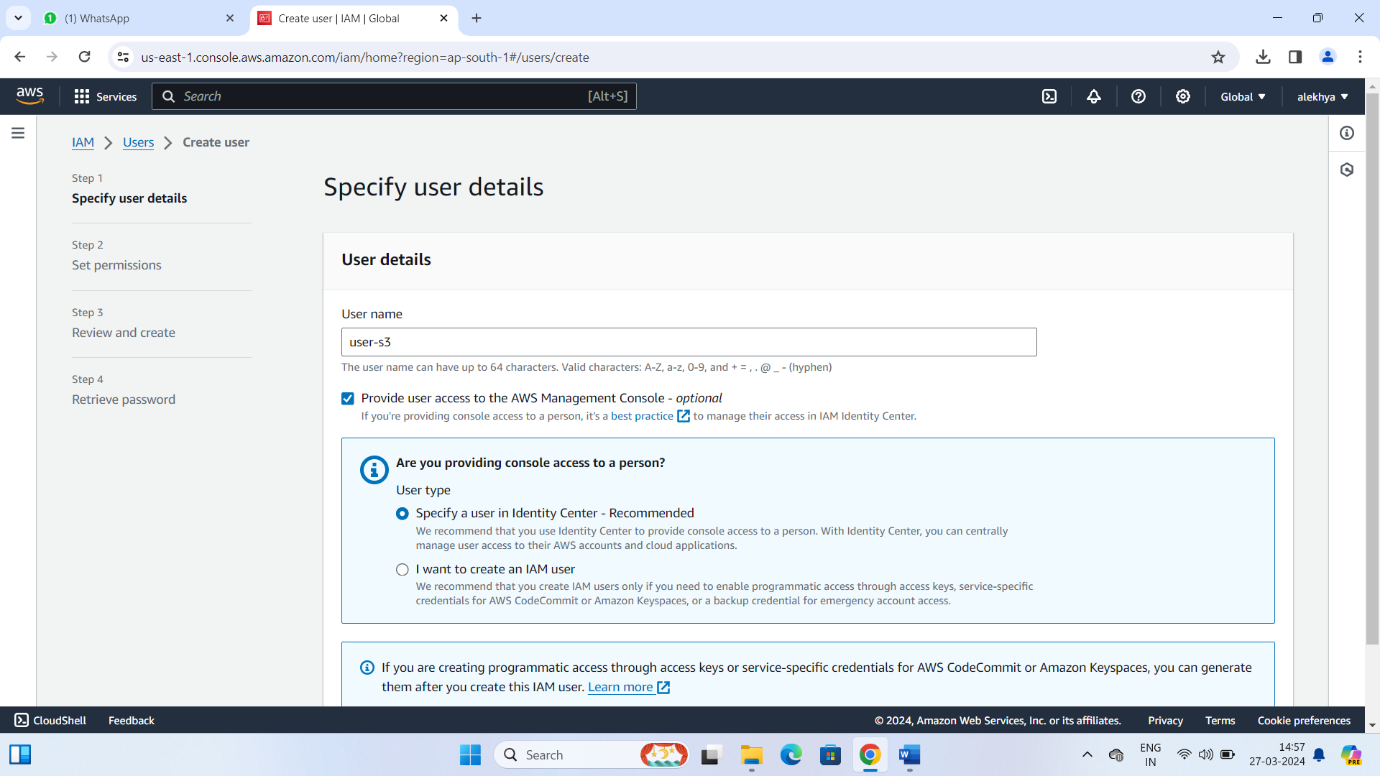 (1) WhatsApp
Create user | IAM | Global
us-east-1.console.aws.amazon.com/iam/home?region=ap-south-1#/users/create
aws
Services
Search
[Alt+S]
Global
alekhya
IAM
Users
Create user
Step 1
Specify user details
Step 2
Set permissions
Step 3
Review and create
Step 4
Retrieve password
Specify user details
User details
User name
user-s3
The user name can have up to 64 characters. Valid characters: A-Z, a-z, 0-9, and + = , . @ _ - (hyphen)
Provide user access to the AWS Management Console - optional
If you're providing console access to a person, it's a best practice to manage their access in IAM Identity Center.
Are you providing console access to a person?
User type
Specify a user in Identity Center - Recommended
We recommend that you use Identity Center to provide console access to a person. With Identity Center, you can centrally
manage user access to their AWS accounts and cloud applications.
I want to create an IAM user
We recommend that you create IAM users only if you need to enable programmatic access through access keys, service-specific
credentials for AWS CodeCommit or Amazon Keyspaces, or a backup credential for emergency account access.
If you are creating programmatic access through access keys or service-specific credentials for AWS CodeCommit or Amazon Keyspaces, you can generate
them after you create this IAM user. Learn more
CloudShell
Feedback
© 2024, Amazon Web Services, Inc. or its affiliates.
Privacy
Terms
Cookie preferences
Search
ENG
IN
14:57
27-03-2024
PRE